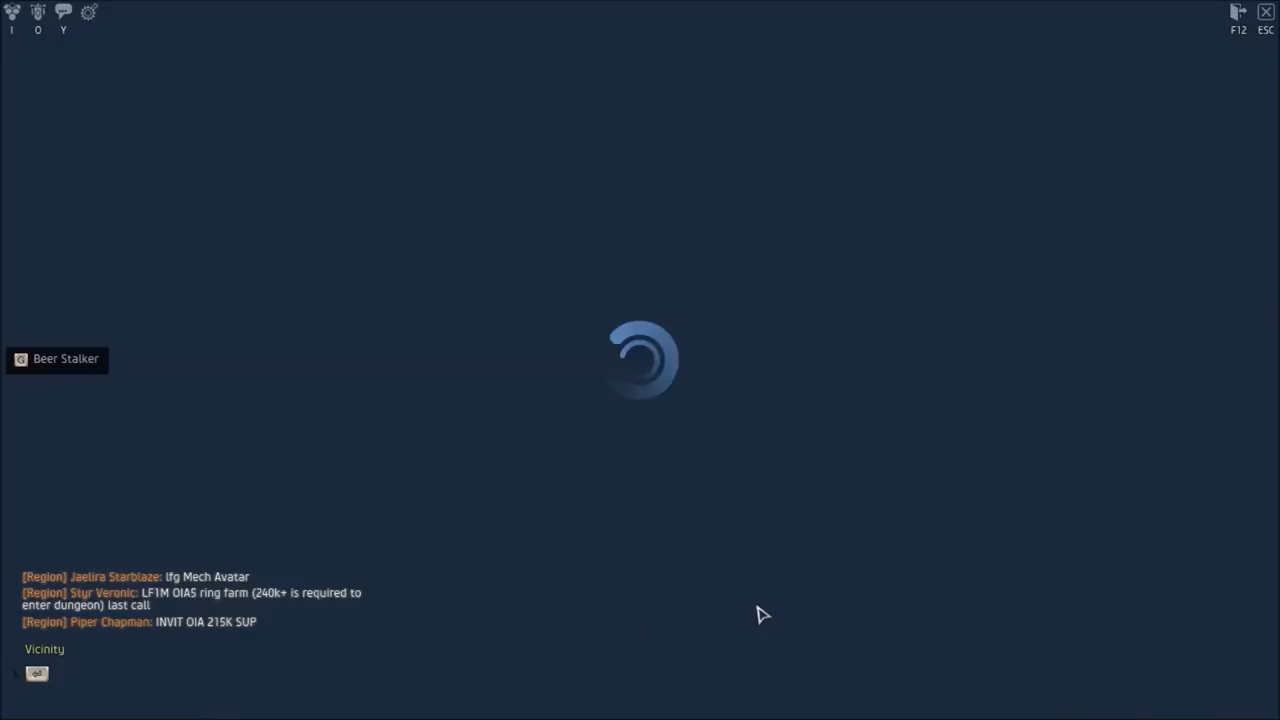 I O Y
F12 ESC
G Beer Stalker
[Region] Jaelira Starblaze: lfg Mech Avatar
[Region] Styr Veronic: LF1M OIA5 ring farm (240k+ is required to
enter dungeon) last call
[Region] Piper Chapman: INVIT OIA 215K SUP
Vicinity